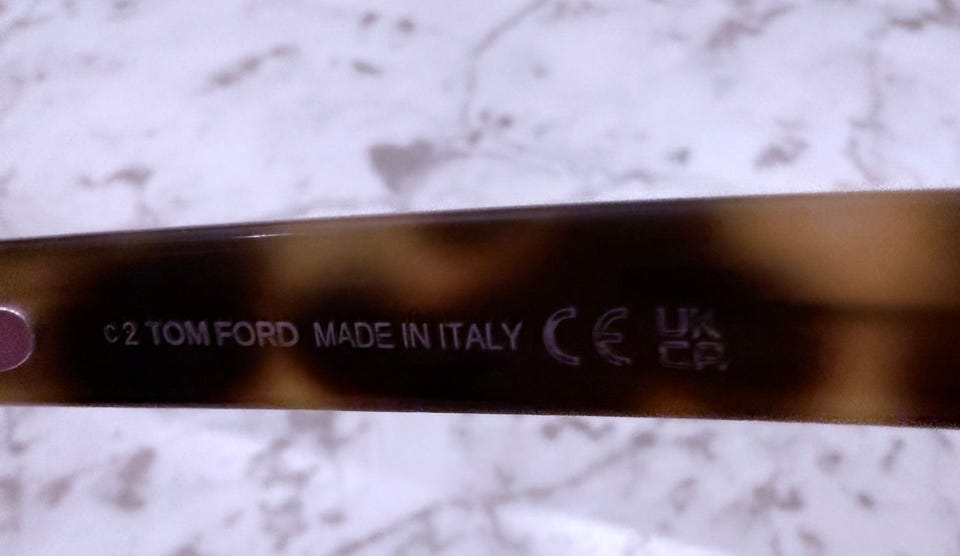 C2 TOM FORD MADE IN ITALY CE UK
CA